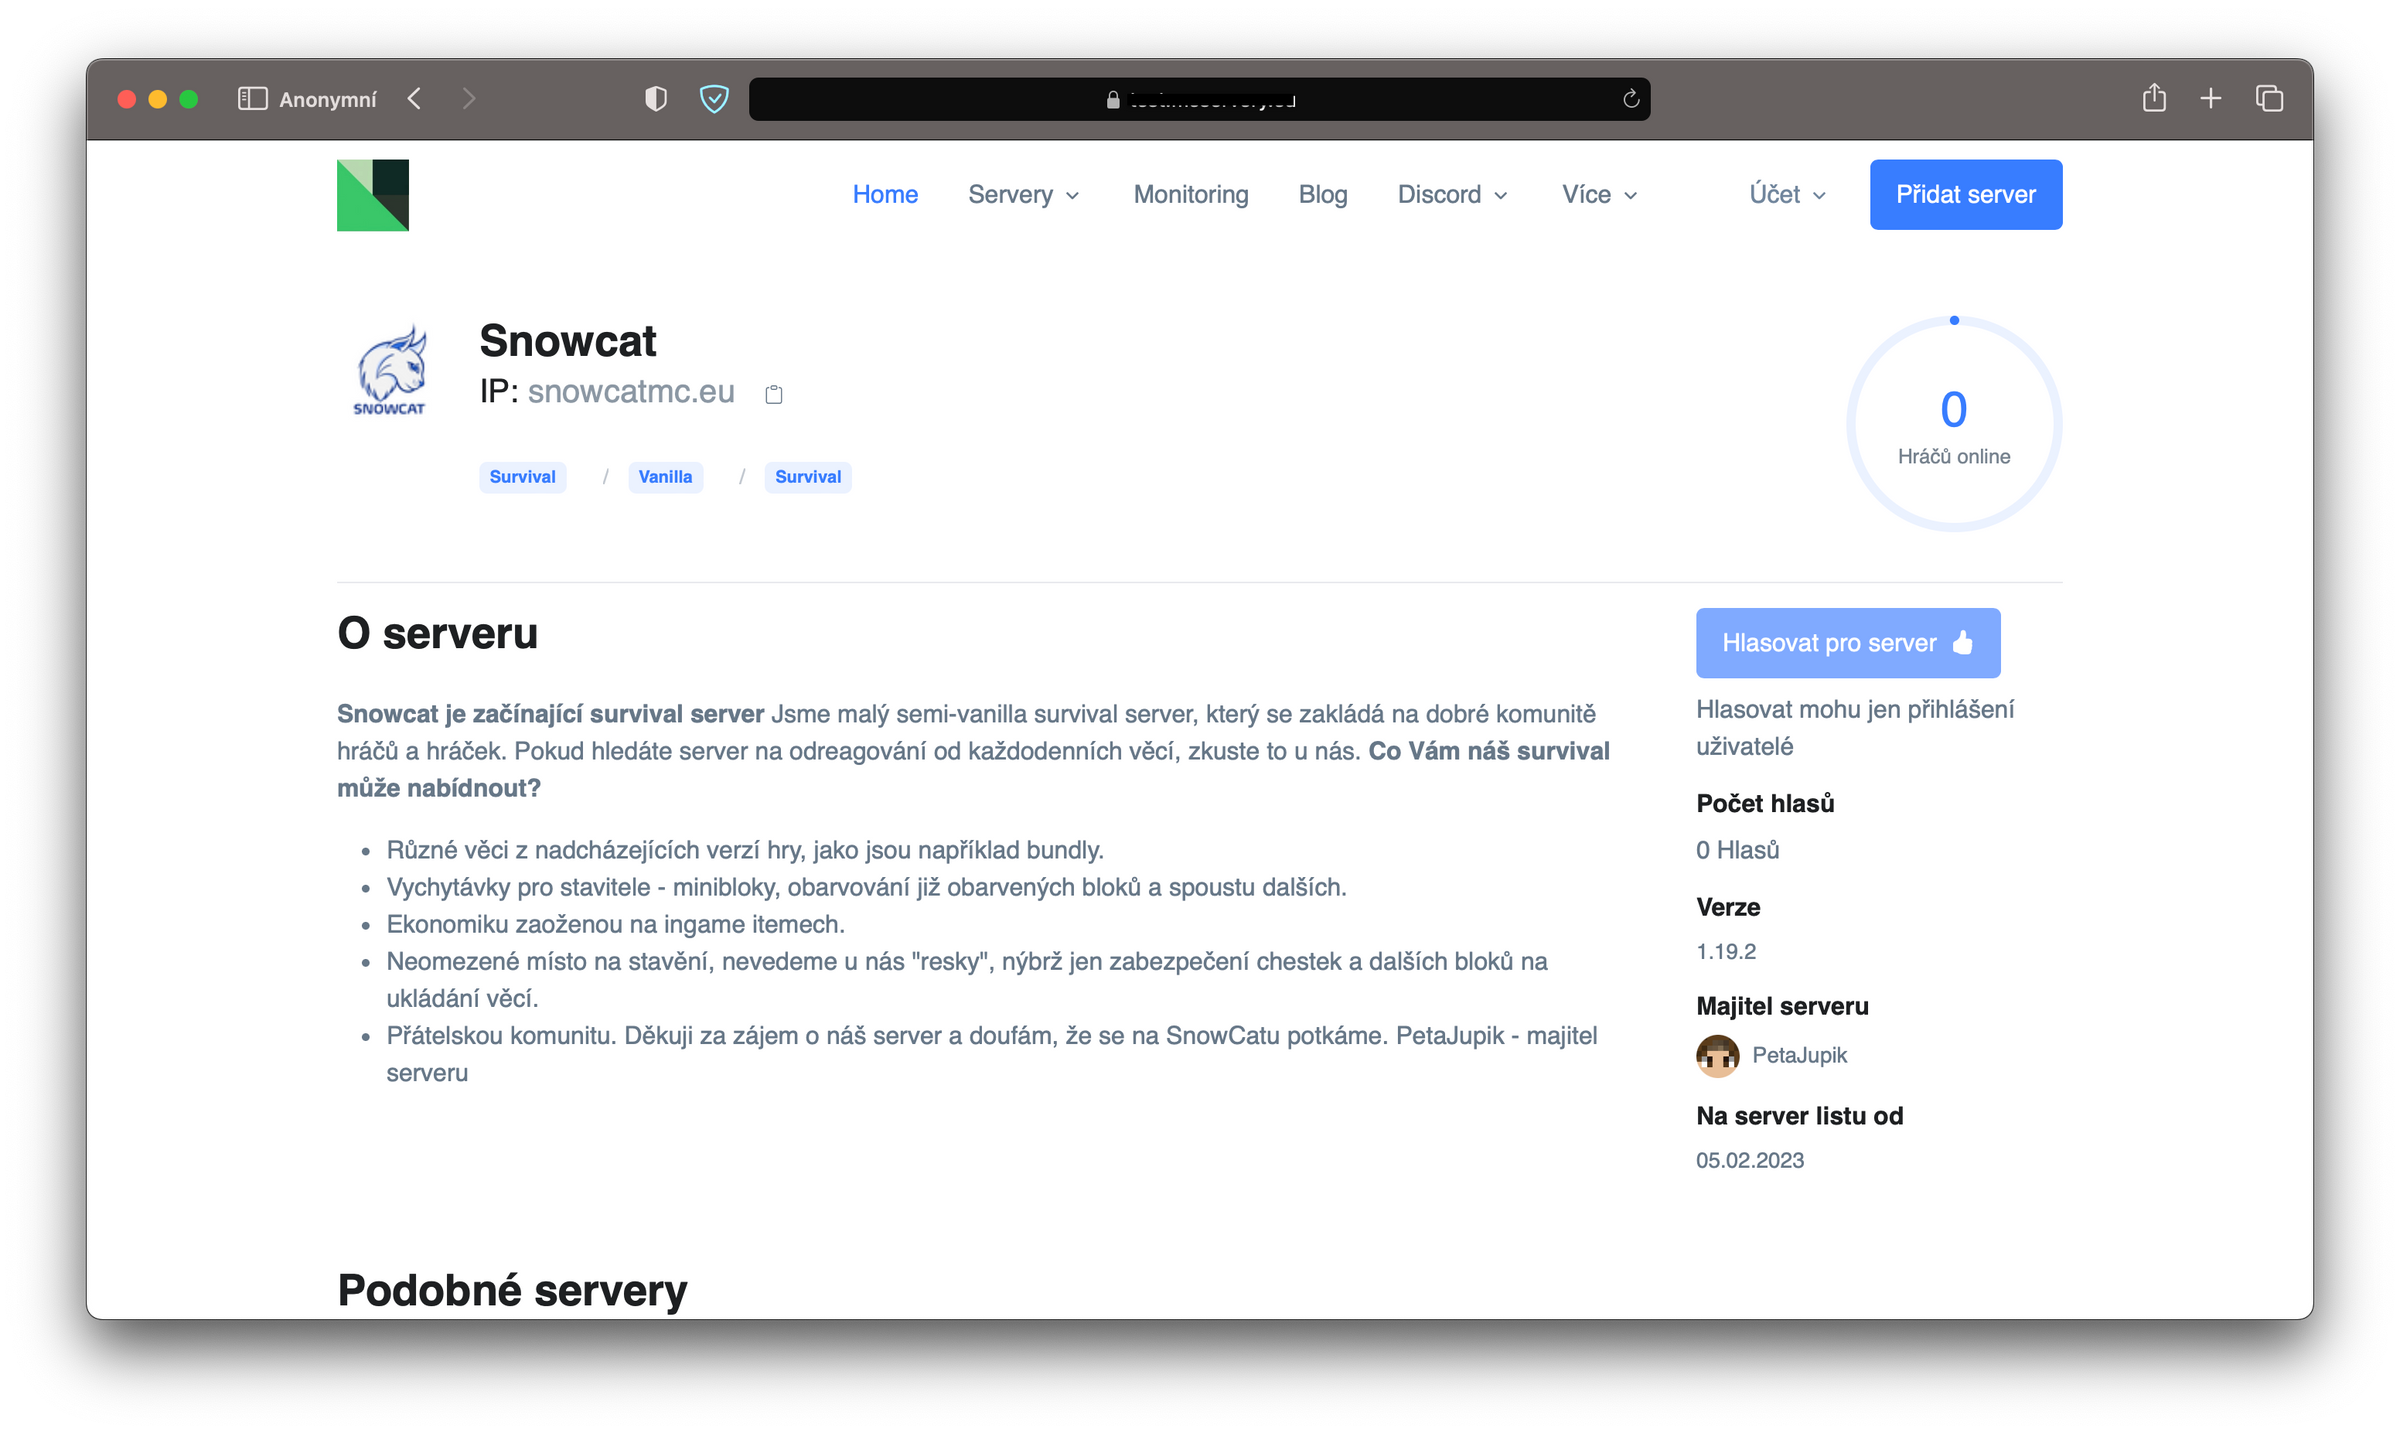 Anonymní
Home Servery Monitoring Blog Discord Více Účet Přidat server
SNOWCAT
Snowcat
IP: snowcatmc.eu
Survival / Vanilla / Survival
0
Hráčů online
O serveru
Snowcat je začínající survival server Jsme malý semi-vanilla survival server, který se zakládá na dobré komunitě
hráčů a hráček. Pokud hledáte server na odreagování od každodenních věcí, zkuste to u nás. Co Vám náš survival
může nabídnout?
Různé věci z nadcházejících verzí hry, jako jsou například bundly.
Vychytávky pro stavitele - minibloky, obarvování již obarvených bloků a spoustu dalších.
Ekonomiku zaoženou na ingame itemech.
Neomezené místo na stavění, nevedeme u nás "resky", nýbrž jen zabezpečení chestek a dalších bloků na
ukládání věcí.
Přátelskou komunitu. Děkuji za zájem o náš server a doufám, že se na SnowCatu potkáme. PetaJupik - majitel
serveru
Hlasovat pro server
Hlasovat mohu jen přihlášení
uživatelé
Počet hlasů
0 Hlasů
Verze
1.19.2
Majitel serveru
PetaJupik
Na server listu od
05.02.2023
Podobné servery